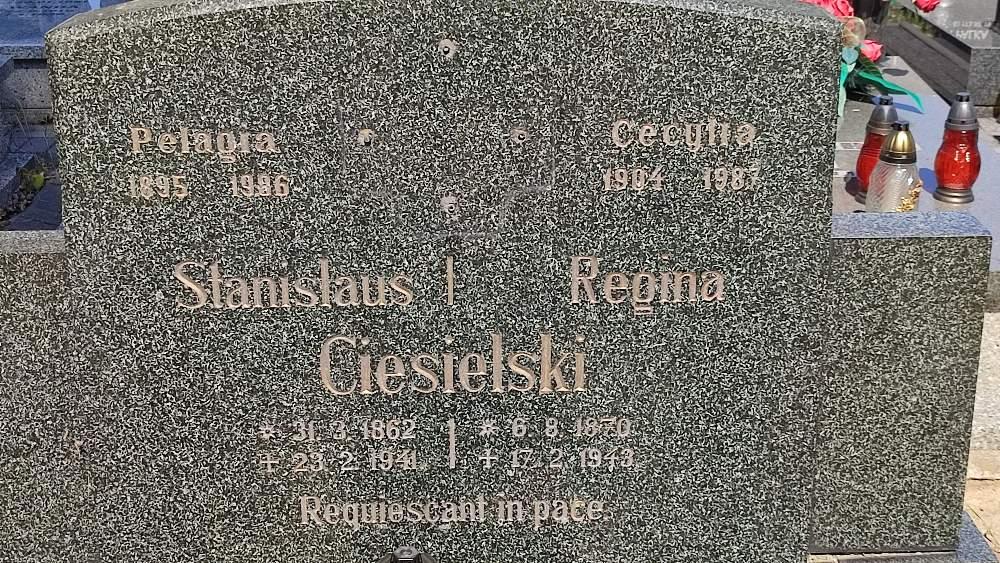 Pelagia Cecylia
1895 1986 1904 1987
Stanislaus | Regina
Ciesielski
* 31. 3. 1862 | * 6. 8. 1870
+ 23. 2. 1941. | + 17. 2. 1943.
Requiescant in pace.